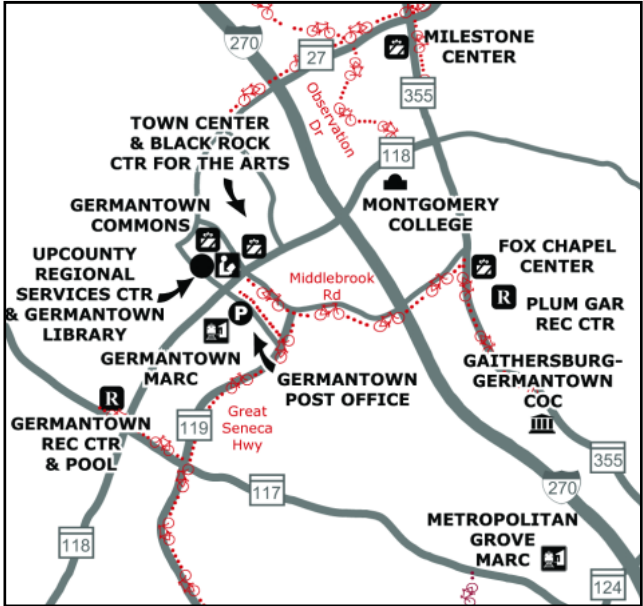 270
27
MILESTONE
CENTER
355
Observation
Dr
TOWN CENTER
& BLACK ROCK
CTR FOR THE ARTS
118
MONTGOMERY
COLLEGE
GERMANTOWN
COMMONS
UPCOUNTY
REGIONAL
SERVICES CTR
& GERMANTOWN
LIBRARY
FOX CHAPEL
CENTER
Middlebrook
Rd
R
PLUM GAR
REC CTR
P
GERMANTOWN
MARC
GERMANTOWN
POST OFFICE
GAITHERSBURG-
GERMANTOWN
COC
R
GERMANTOWN
REC CTR
& POOL
119
Great
Seneca
Hwy
355
117
270
118
METROPOLITAN
GROVE
MARC
124